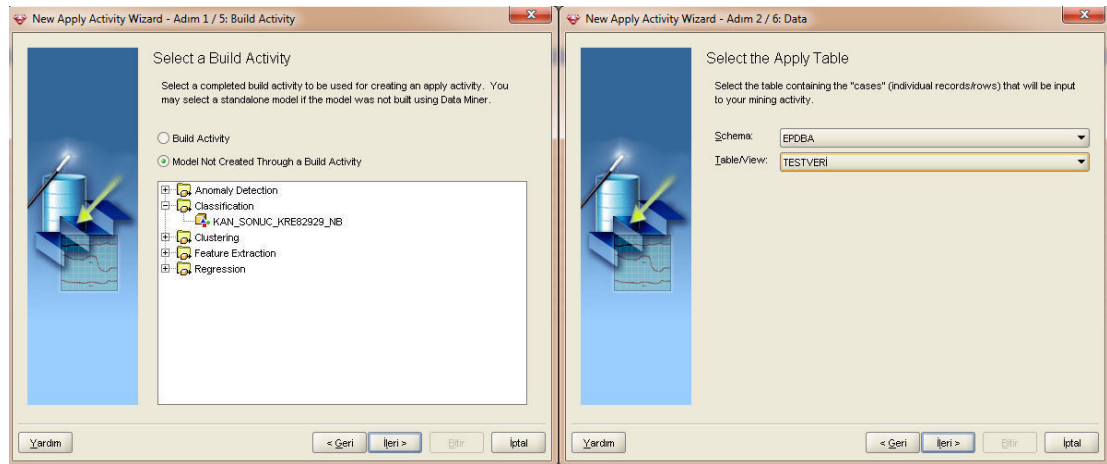 New Apply Activity Wizard - Adım 1 / 5: Build Activity
Select a Build Activity
Select a completed build activity to be used for creating an apply activity. You
may select a standalone model if the model was not built using Data Miner.
Build Activity
Model Not Created Through a Build Activity
Anomaly Detection
Classification
KAN_SONUC_KRE82929_NB
Clustering
Feature Extraction
Regression
Yardım
< Geri
İleri >
Bitir
İptal
New Apply Activity Wizard - Adım 2 / 6: Data
Select the Apply Table
Select the table containing the "cases" (individual records/rows) that will be input
to your mining activity.
Schema: EPDBA
Table/View: TESTVERİ
Yardım
< Geri
İleri >
Bitir
İptal